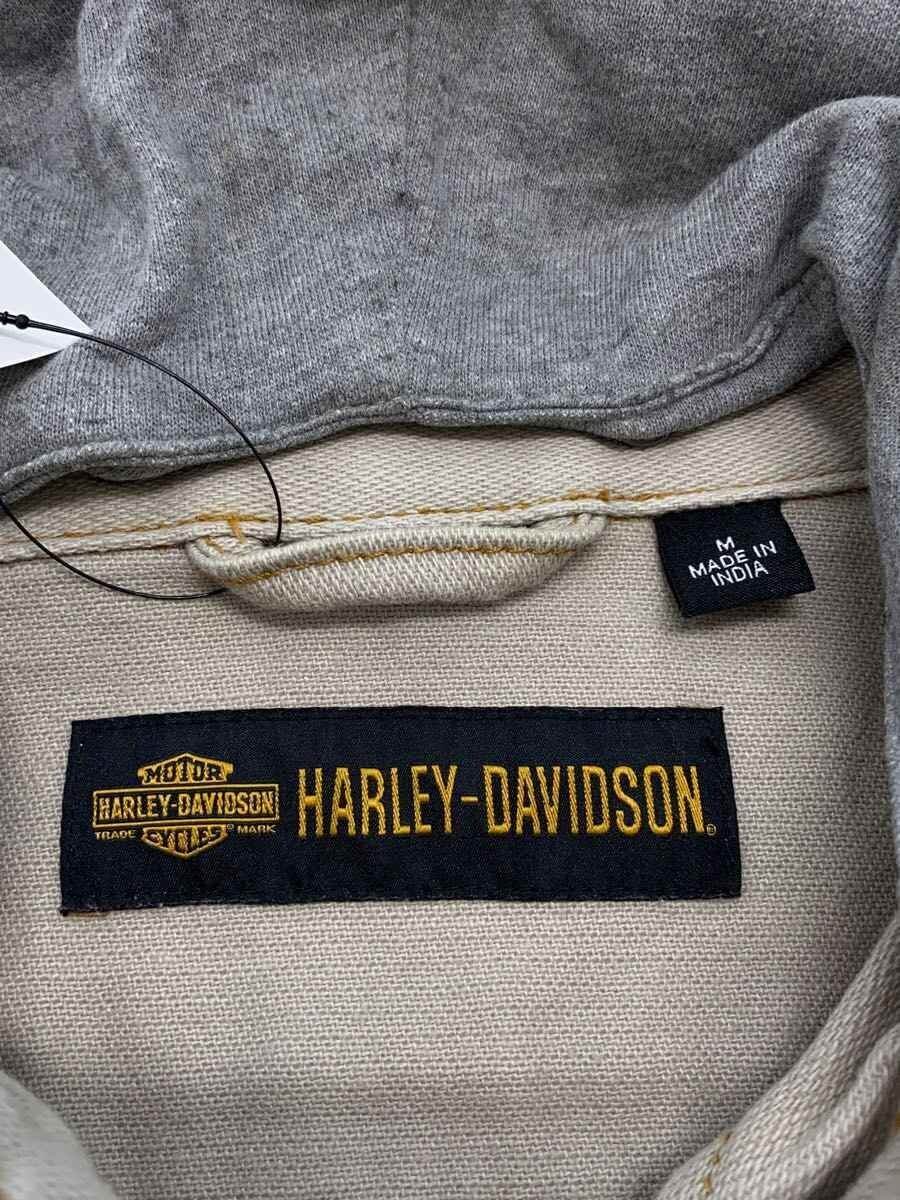 M
MADE IN
INDIA
MOTOR
HARLEY-DAVIDSON
TRADE ® MARK
CYCLES
HARLEY-DAVIDSON®